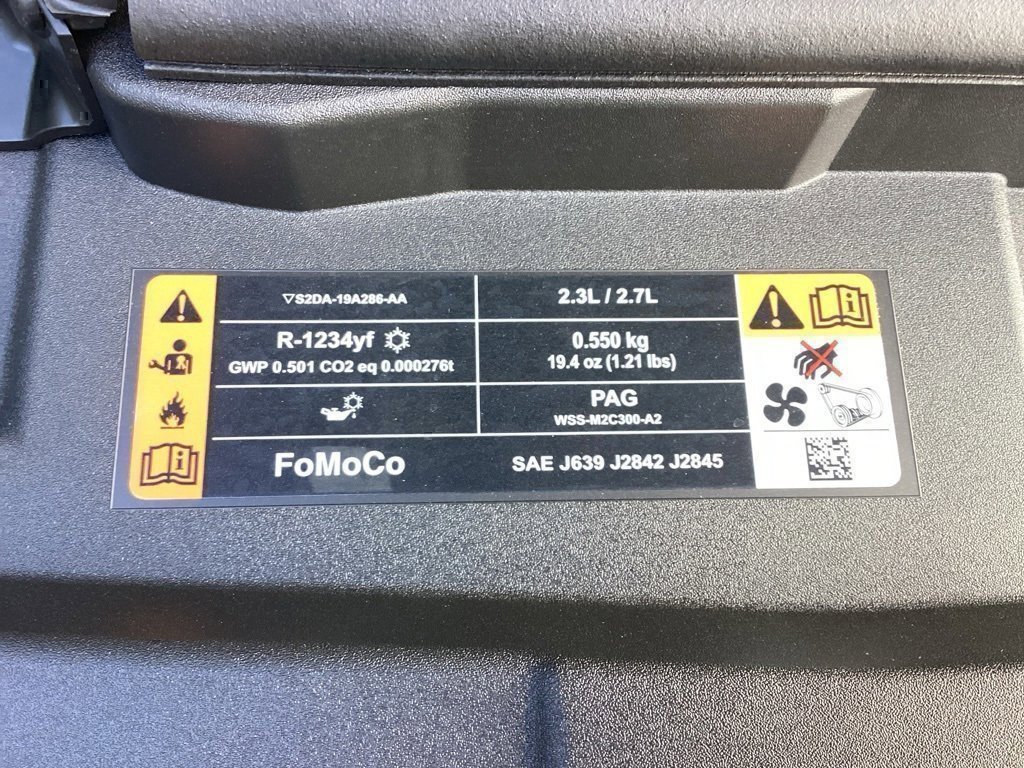 ▽S2DA-19A286-AA
2.3L / 2.7L
R-1234yf
GWP 0.501 CO2 eq 0.000276t
0.550 kg
19.4 oz (1.21 lbs)
PAG
WSS-M2C300-A2
FoMoCo
SAE J639 J2842 J2845